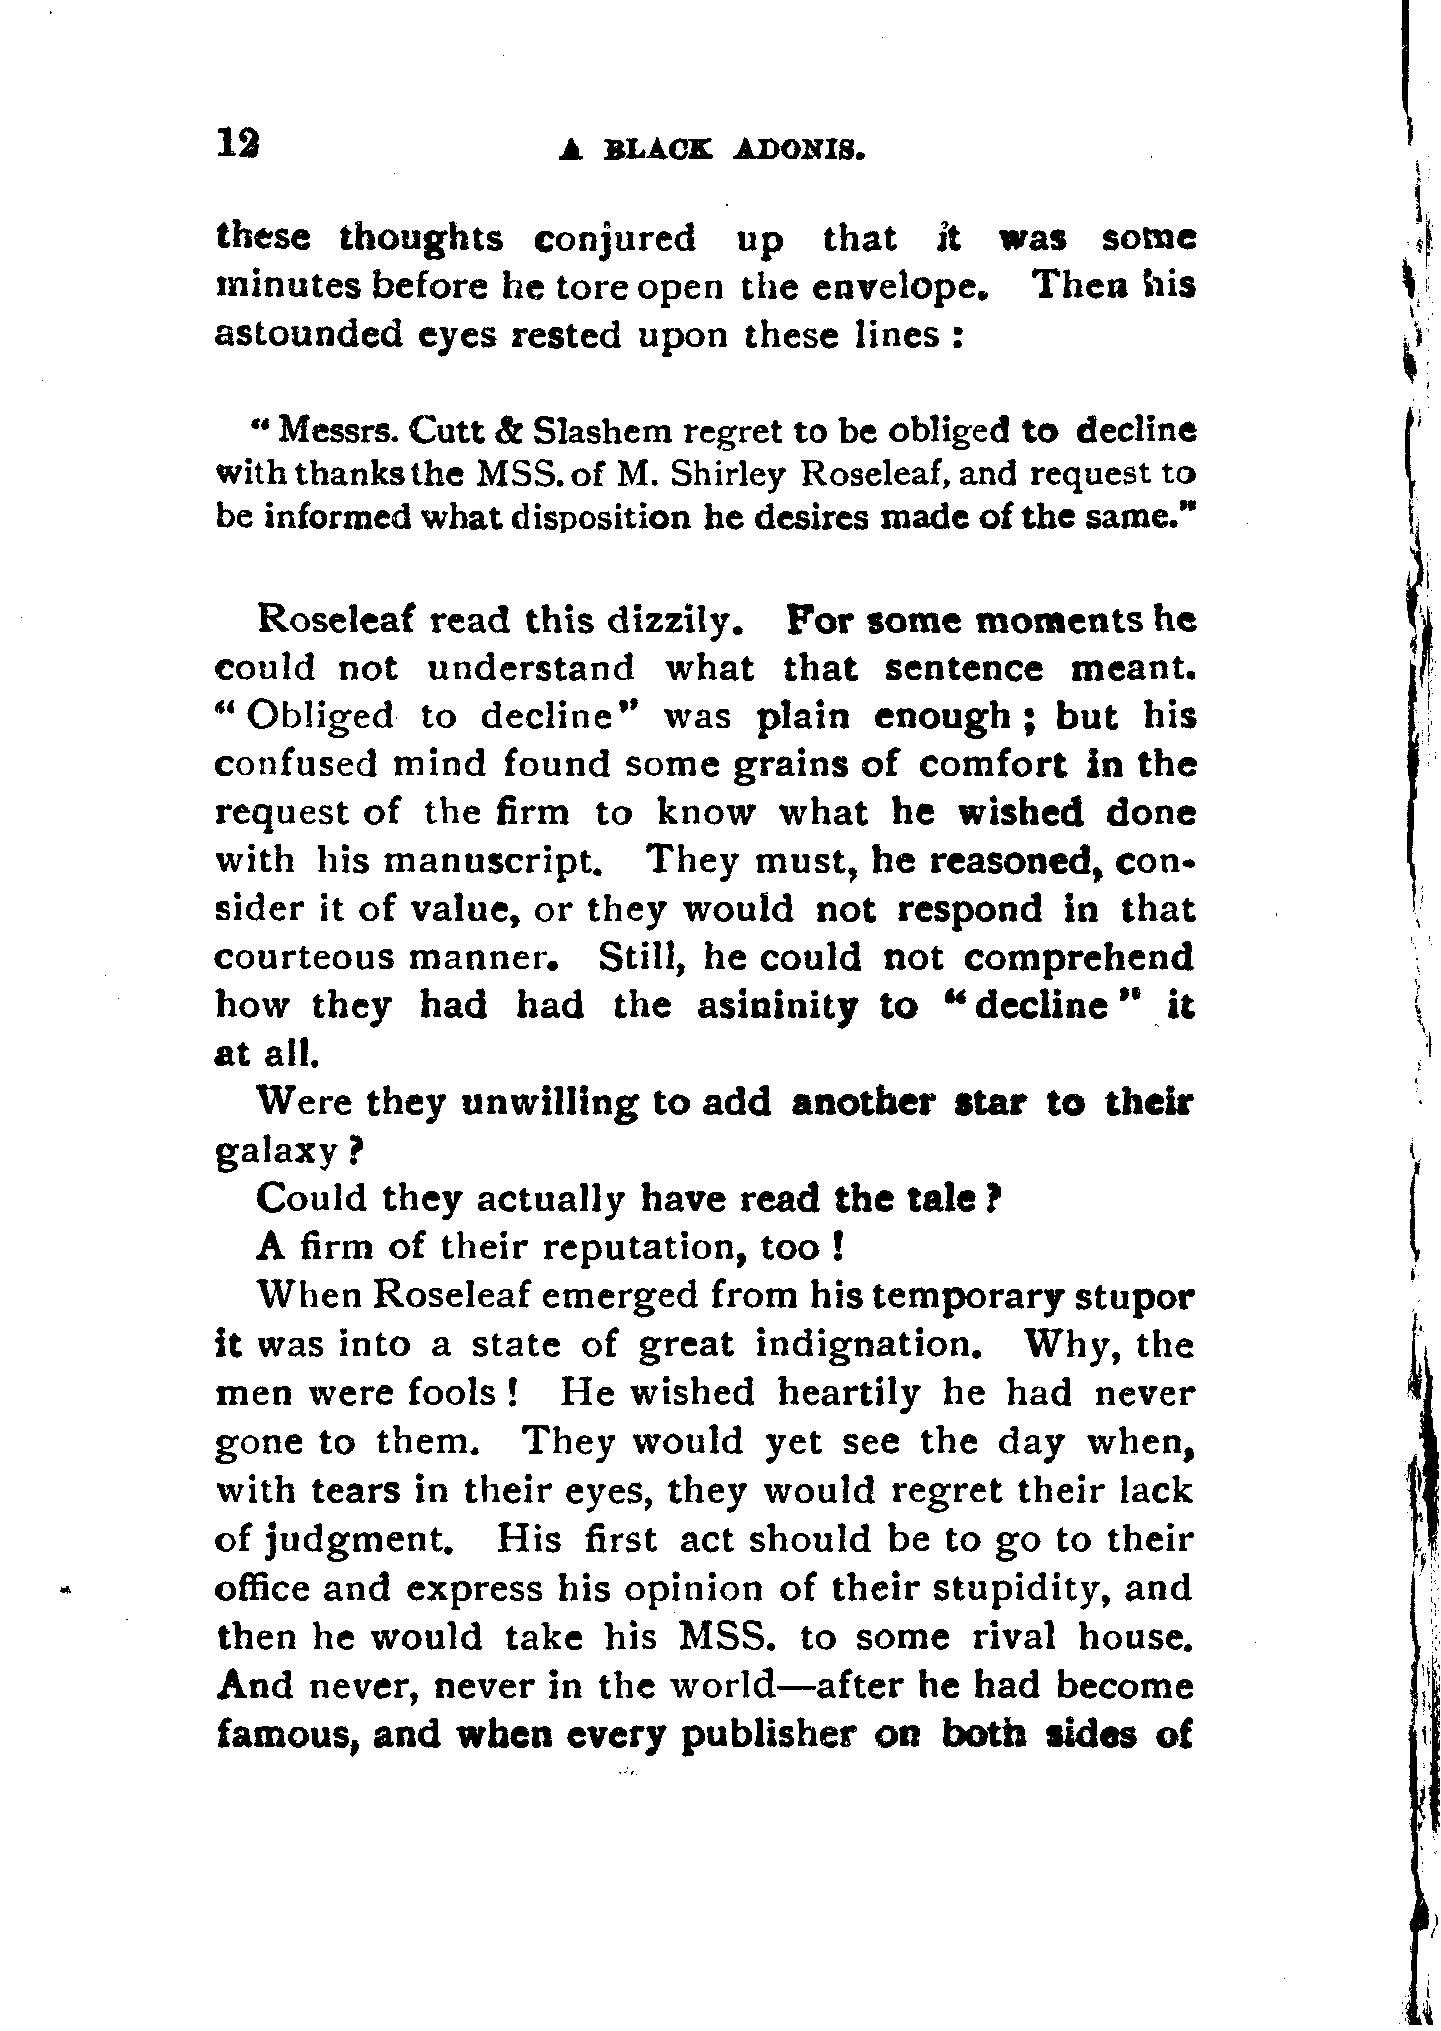 12 A BLACK ADONIS.
these thoughts conjured up that it was some
minutes before he tore open the envelope. Then his
astounded eyes rested upon these lines :
“ Messrs. Cutt & Slashem regret to be obliged to decline
with thanks the MSS. of M. Shirley Roseleaf, and request to
be informed what disposition he desires made of the same.”
Roseleaf read this dizzily. For some moments he
could not understand what that sentence meant.
“ Obliged to decline” was plain enough ; but his
confused mind found some grains of comfort in the
request of the firm to know what he wished done
with his manuscript. They must, he reasoned, con-
sider it of value, or they would not respond in that
courteous manner. Still, he could not comprehend
how they had had the asininity to “ decline ” it
at all.
Were they unwilling to add another star to their
galaxy ?
Could they actually have read the tale ?
A firm of their reputation, too !
When Roseleaf emerged from his temporary stupor
it was into a state of great indignation. Why, the
men were fools ! He wished heartily he had never
gone to them. They would yet see the day when,
with tears in their eyes, they would regret their lack
of judgment. His first act should be to go to their
office and express his opinion of their stupidity, and
then he would take his MSS. to some rival house.
And never, never in the world—after he had become
famous, and when every publisher on both sides of